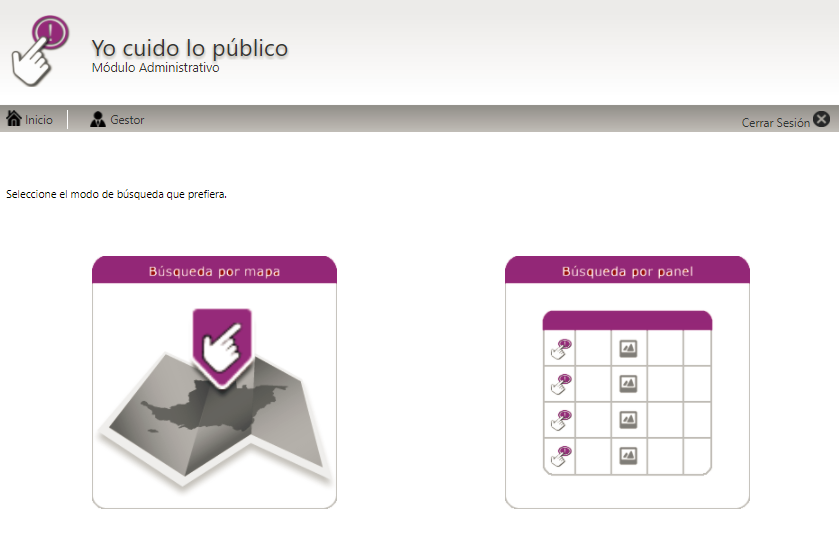 Yo cuido lo público
Módulo Administrativo
Inicio
Gestor
Cerrar Sesión
Seleccione el modo de búsqueda que prefiera.
Búsqueda por mapa
Búsqueda por panel